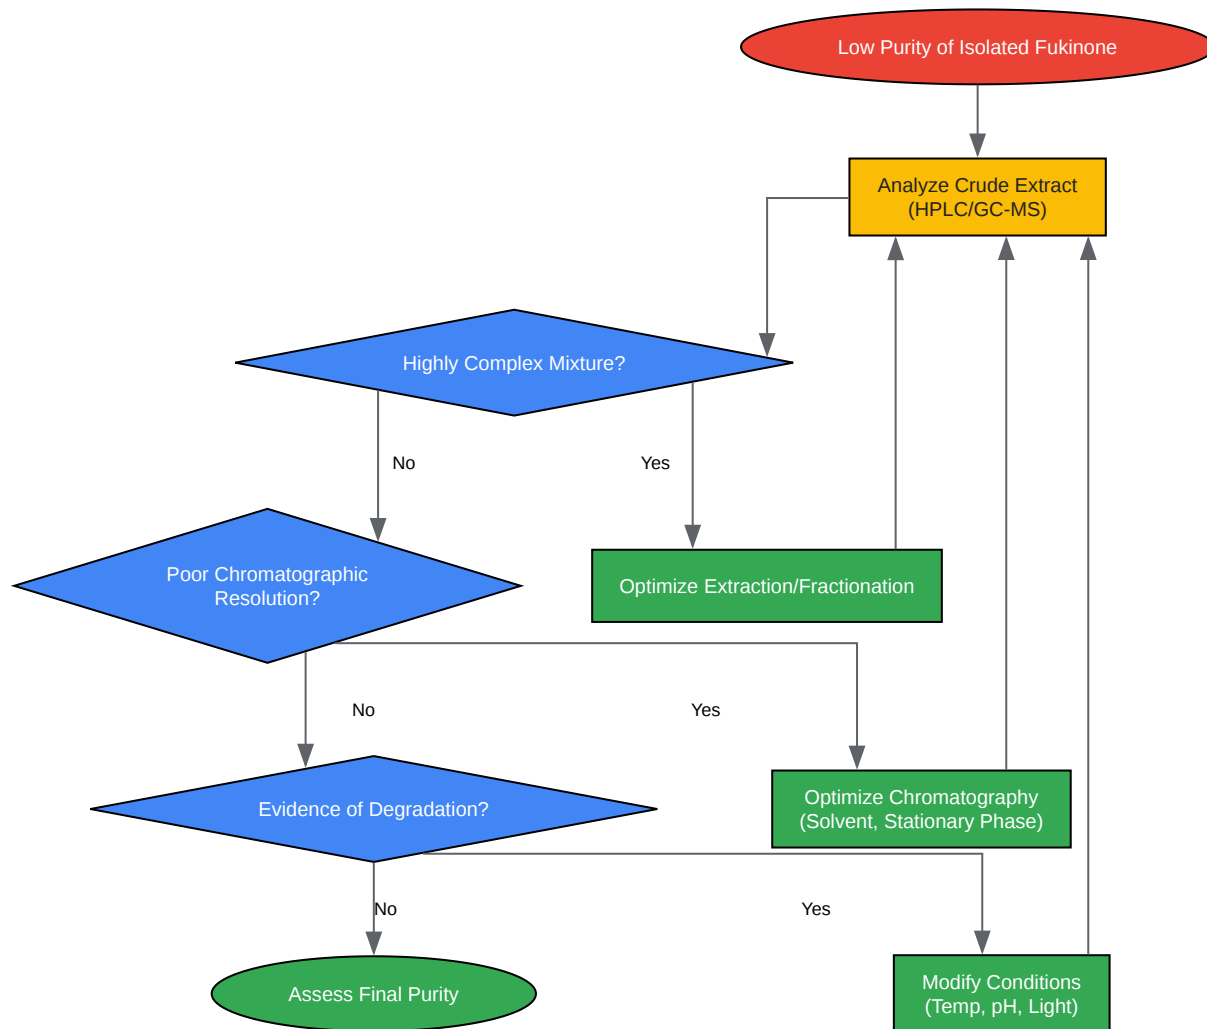 Low Purity of Isolated Fukinone
Analyze Crude Extract
(HPLC/GC-MS)
Highly Complex Mixture?
No
Yes
Poor Chromatographic
Resolution?
Optimize Extraction/Fractionation
No
Yes
Evidence of Degradation?
Optimize Chromatography
(Solvent, Stationary Phase)
No
Yes
Assess Final Purity
Modify Conditions
(Temp, pH, Light)